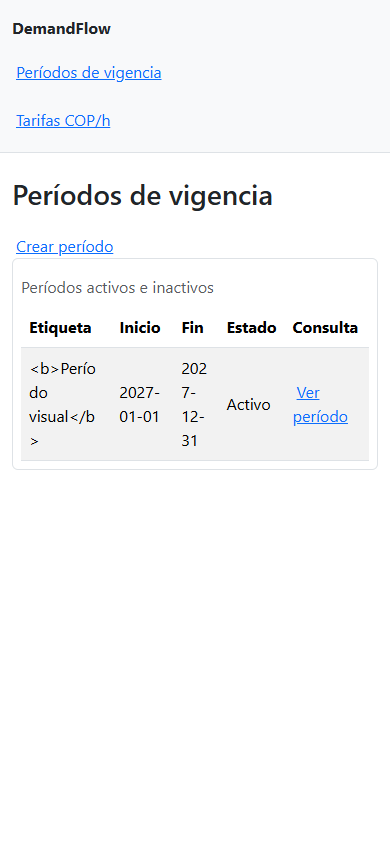 DemandFlow
Períodos de vigencia
Tarifas COP/h
Períodos de vigencia
Crear período
Períodos activos e inactivos
Etiqueta Inicio Fin Estado Consulta
<b>Perío
do
visual</b
>
2027-
01-01
202
7-
12-
31
Activo
Ver
período